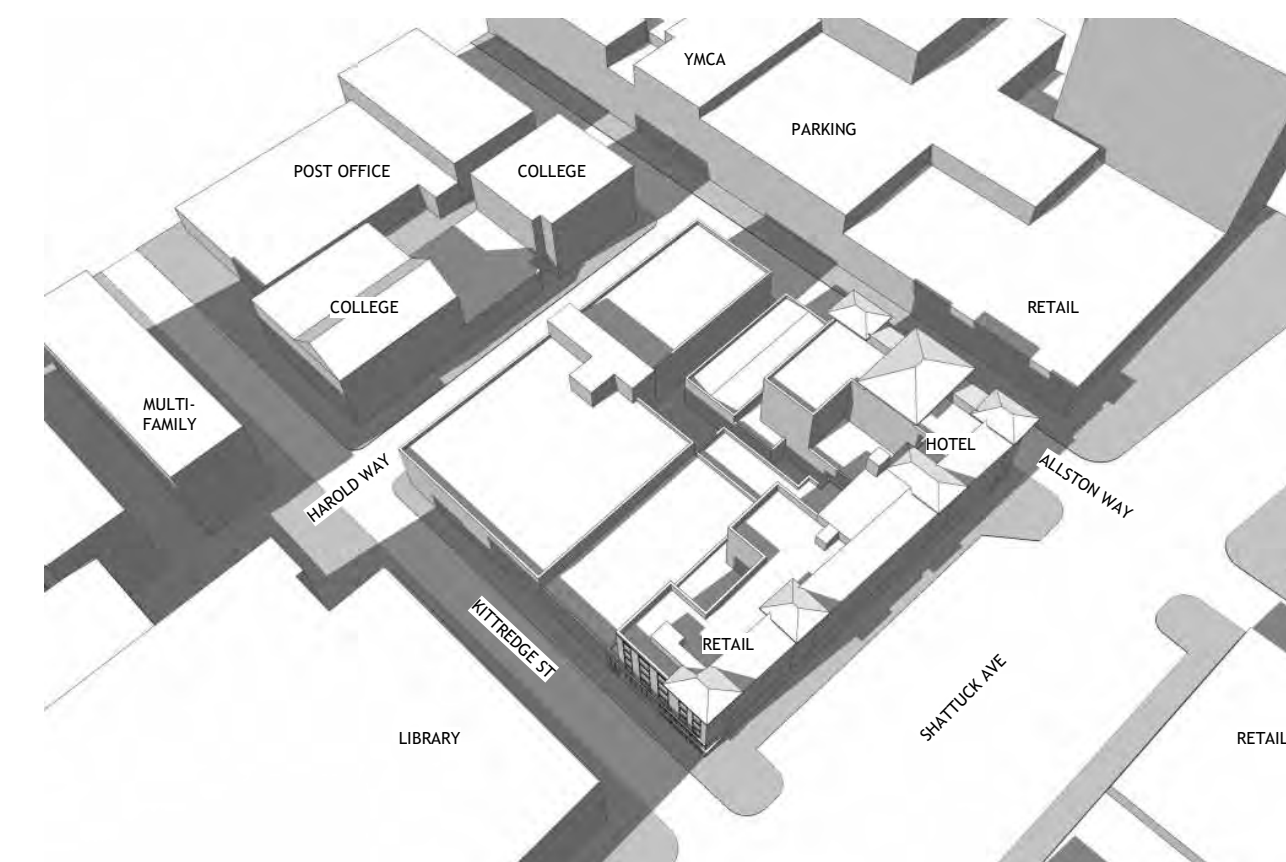 YMCA
PARKING
POST OFFICE
COLLEGE
COLLEGE
RETAIL
MULTI-
FAMILY
HOTEL
HAROLD WAY
ALLSTON WAY
KITTREDGE ST
RETAIL
SHATTUCK AVE
LIBRARY
RETAIL